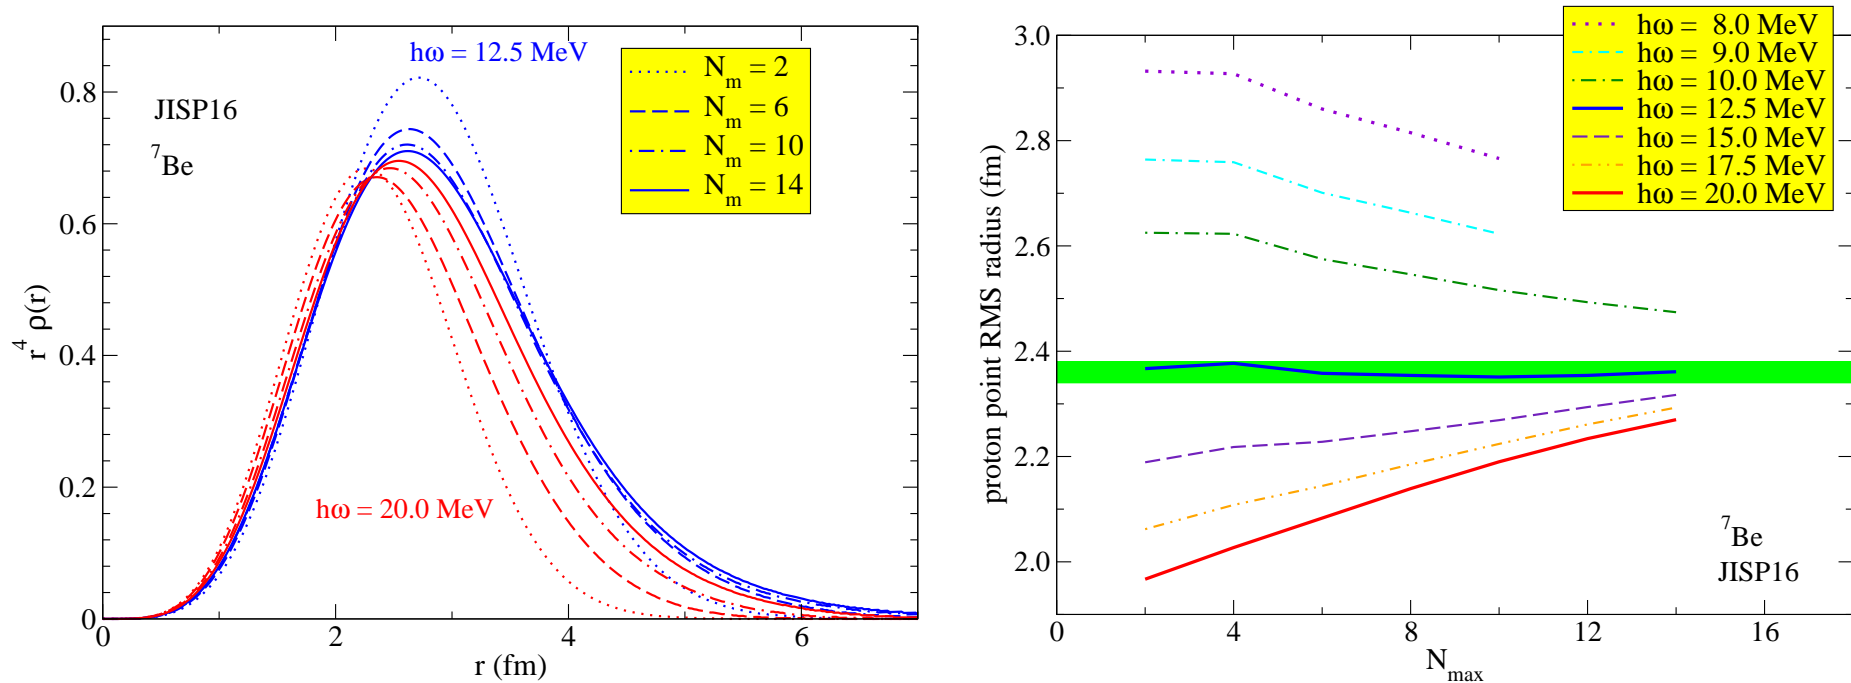 hω = 12.5 MeV
JISP16
⁷Be
N_m = 2
N_m = 6
N_m = 10
N_m = 14
hω = 20.0 MeV
r⁴ ρ(r)
0.8
0.6
0.4
0.2
0
0 2 4 6
r (fm)
hω = 8.0 MeV
hω = 9.0 MeV
hω = 10.0 MeV
hω = 12.5 MeV
hω = 15.0 MeV
hω = 17.5 MeV
hω = 20.0 MeV
proton point RMS radius (fm)
3.0
2.8
2.6
2.4
2.2
2.0
⁷Be
JISP16
0 4 8 12 16
N_max